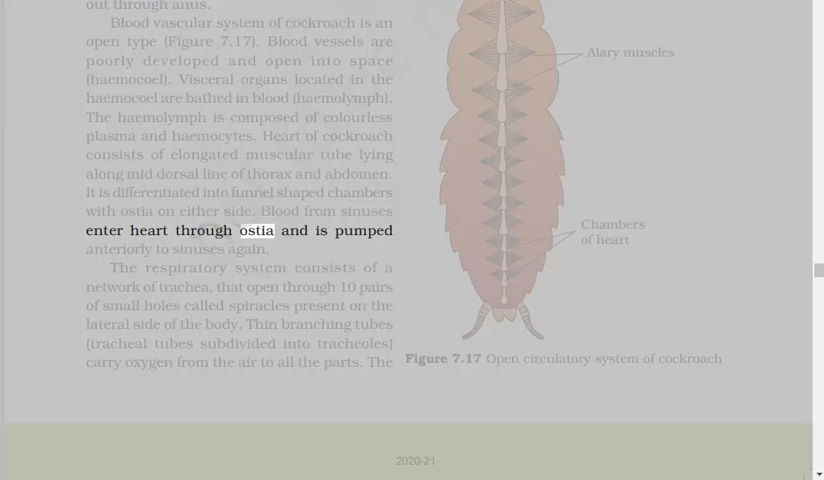 out through anus.
Blood vascular system of cockroach is an
open type (Figure 7.17). Blood vessels are
poorly developed and open into space
(haemocoel). Visceral organs located in the
haemocoel are bathed in blood (haemolymph).
The haemolymph is composed of colourless
plasma and haemocytes. Heart of cockroach
consists of elongated muscular tube lying
along mid dorsal line of thorax and abdomen.
It is differentiated into funnel shaped chambers
with ostia on either side. Blood from sinuses
enter heart through ostia and is pumped
anteriorly to sinuses again.
The respiratory system consists of a
network of trachea, that open through 10 pairs
of small holes called spiracles present on the
lateral side of the body. Thin branching tubes
(tracheal tubes subdivided into tracheoles)
carry oxygen from the air to all the parts. The
Alary muscles
Chambers
of heart
Figure 7.17 Open circulatory system of cockroach
2020-21